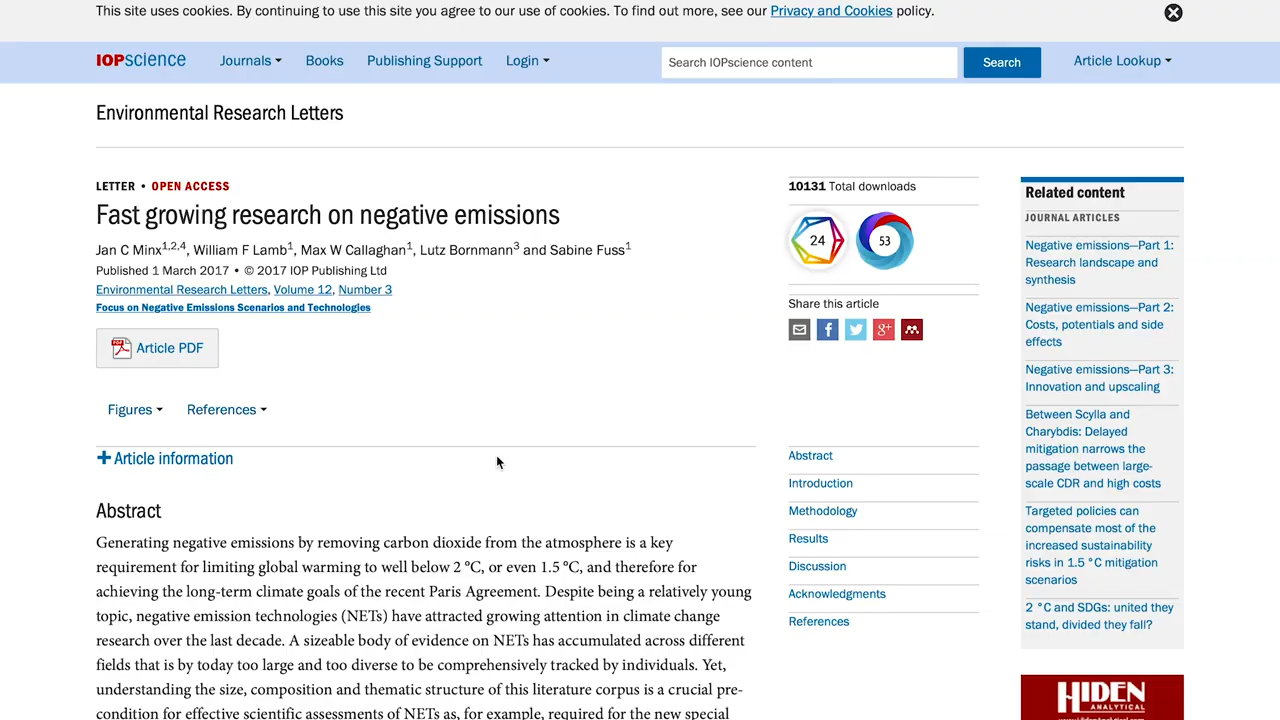 This site uses cookies. By continuing to use this site you agree to our use of cookies. To find out more, see our Privacy and Cookies policy.
IOPscience Journals Books Publishing Support Login Search IOPscience content Search Article Lookup
Environmental Research Letters
LETTER • OPEN ACCESS
Fast growing research on negative emissions
Jan C Minx1,2,4, William F Lamb1, Max W Callaghan1, Lutz Bornmann3 and Sabine Fuss1
Published 1 March 2017 • © 2017 IOP Publishing Ltd
Environmental Research Letters, Volume 12, Number 3
Focus on Negative Emissions Scenarios and Technologies
Article PDF
Figures References
Article information
Abstract
Generating negative emissions by removing carbon dioxide from the atmosphere is a key
requirement for limiting global warming to well below 2 °C, or even 1.5 °C, and therefore for
achieving the long-term climate goals of the recent Paris Agreement. Despite being a relatively young
topic, negative emission technologies (NETs) have attracted growing attention in climate change
research over the last decade. A sizeable body of evidence on NETs has accumulated across different
fields that is by today too large and too diverse to be comprehensively tracked by individuals. Yet,
understanding the size, composition and thematic structure of this literature corpus is a crucial pre-
condition for effective scientific assessments of NETs as, for example, required for the new special
10131 Total downloads
24 53
Share this article
Abstract
Introduction
Methodology
Results
Discussion
Acknowledgments
References
Related content
JOURNAL ARTICLES
Negative emissions—Part 1:
Research landscape and
synthesis
Negative emissions—Part 2:
Costs, potentials and side
effects
Negative emissions—Part 3:
Innovation and upscaling
Between Scylla and
Charybdis: Delayed
mitigation narrows the
passage between large-
scale CDR and high costs
Targeted policies can
compensate most of the
increased sustainability
risks in 1.5 °C mitigation
scenarios
2 °C and SDGs: united they
stand, divided they fall?
HIDEN
ANALYTICAL